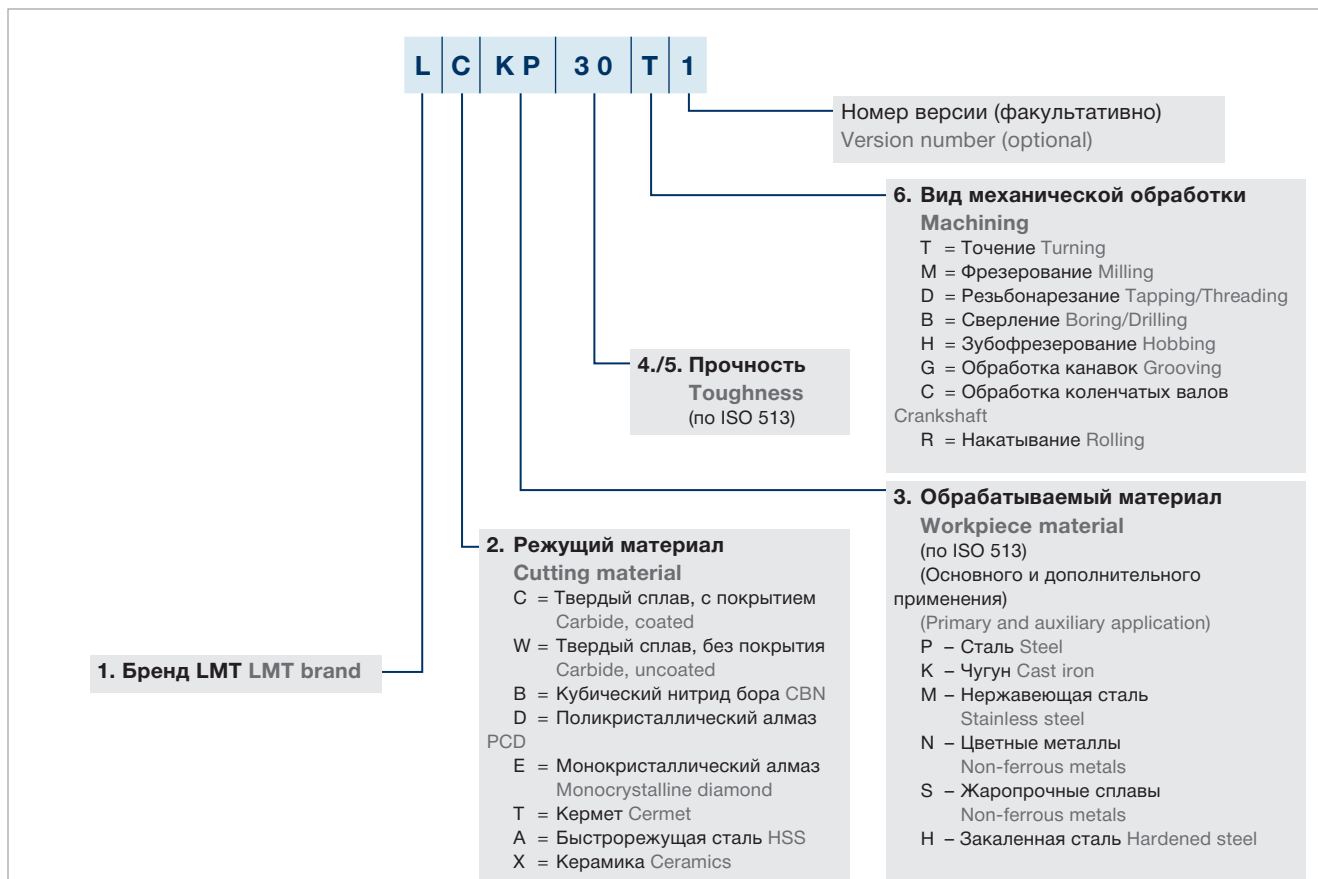 L C K P 3 0 T 1
Номер версии (факультативно)
Version number (optional)
6. Вид механической обработки
Machining
T = Точение Turning
M = Фрезерование Milling
D = Резьбонарезание Tapping/Threading
B = Сверление Boring/Drilling
H = Зубофрезерование Hobbing
G = Обработка канавок Grooving
C = Обработка коленчатых валов
Crankshaft
R = Накатывание Rolling
4./5. Прочность
Toughness
(по ISO 513)
3. Обрабатываемый материал
Workpiece material
(по ISO 513)
(Основного и дополнительного
применения)
(Primary and auxiliary application)
P – Сталь Steel
K – Чугун Cast iron
M – Нержавеющая сталь
Stainless steel
N – Цветные металлы
Non-ferrous metals
S – Жаропрочные сплавы
Non-ferrous metals
H – Закаленная сталь Hardened steel
2. Режущий материал
Cutting material
C = Твердый сплав, с покрытием
Carbide, coated
W = Твердый сплав, без покрытия
Carbide, uncoated
B = Кубический нитрид бора CBN
D = Поликристаллический алмаз
PCD
E = Монокристаллический алмаз
Monocrystalline diamond
T = Кермет Cermet
A = Быстрорежущая сталь HSS
X = Керамика Ceramics
1. Бренд LMT LMT brand